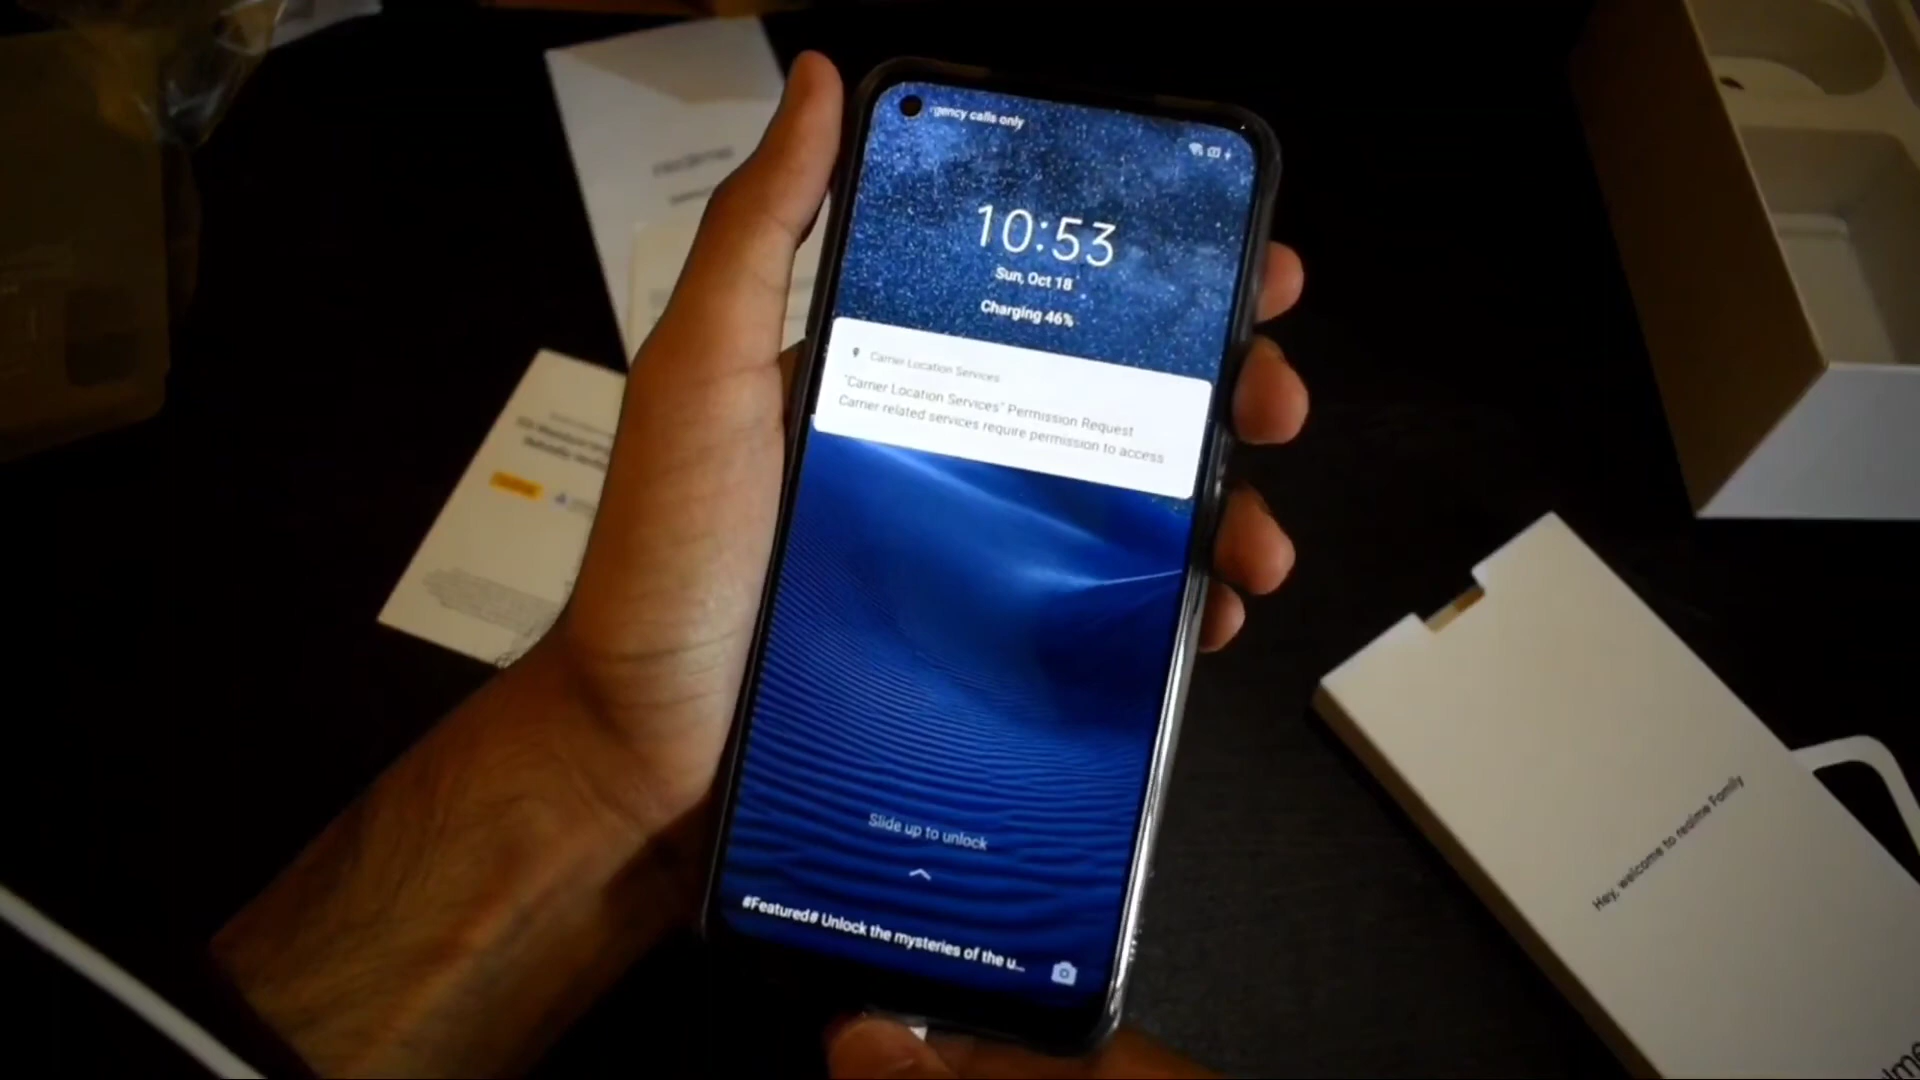 gency calls only
10:53
Sun, Oct 18
Charging 46%
Carrier Location Services
"Carrier Location Services" Permission Request
Carrier related services require permission to access
Slide up to unlock
#Featured# Unlock the mysteries of the u...
Hey, welcome to realme Family